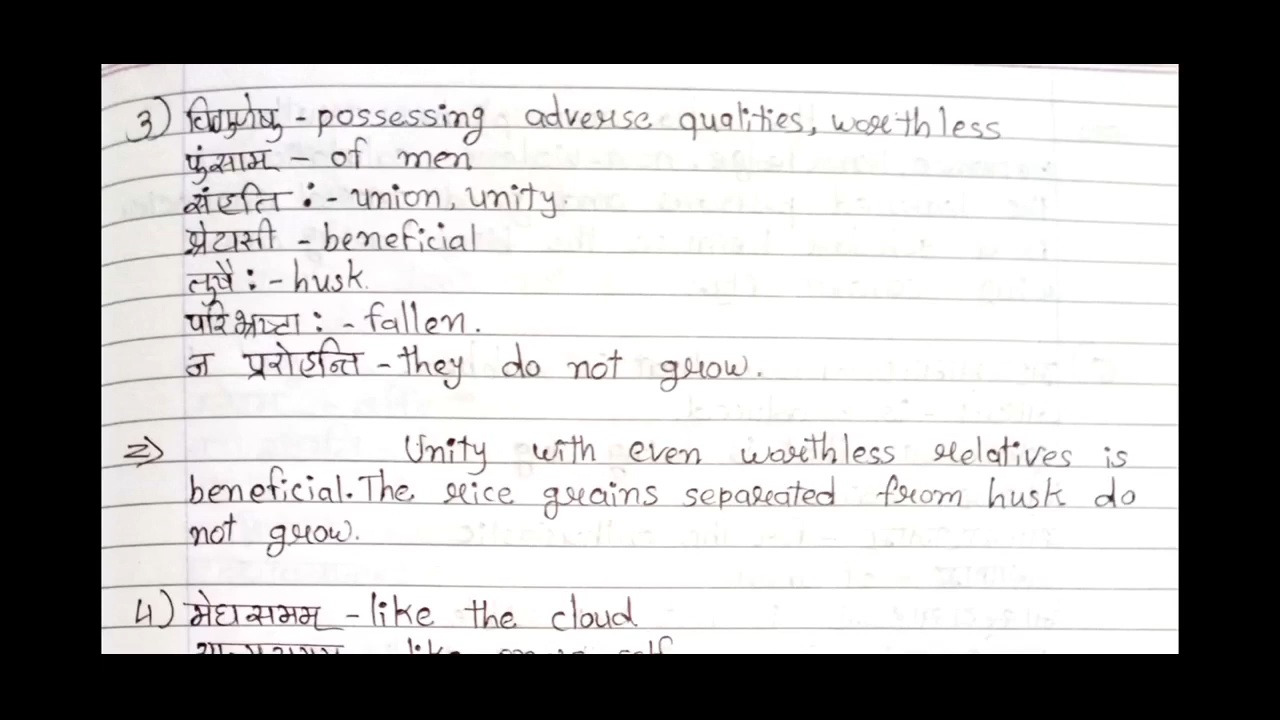 3) विगुणेष्व - possessing adverse qualities, worthless
पुंसाम - of men
संहति :- union, unity
श्रेयसी - beneficial
तुषै :- husk.
परिभ्रष्टा :- fallen.
न प्ररोहन्ति - they do not grow.
=> Unity with even worthless relatives is
beneficial. The rice grains separated from husk do
not grow.
4) मेघसमम् - like the cloud